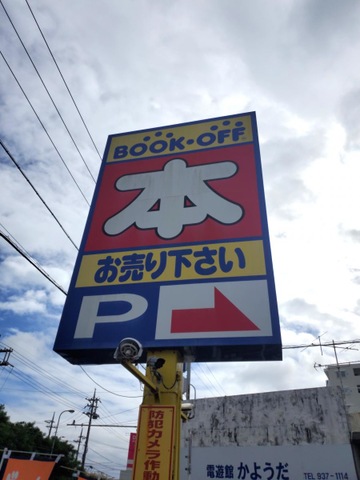 BOOK-OFF
本
お売り下さい
P
防犯カメラ作動
電遊館 かようだ
TEL 937-1114